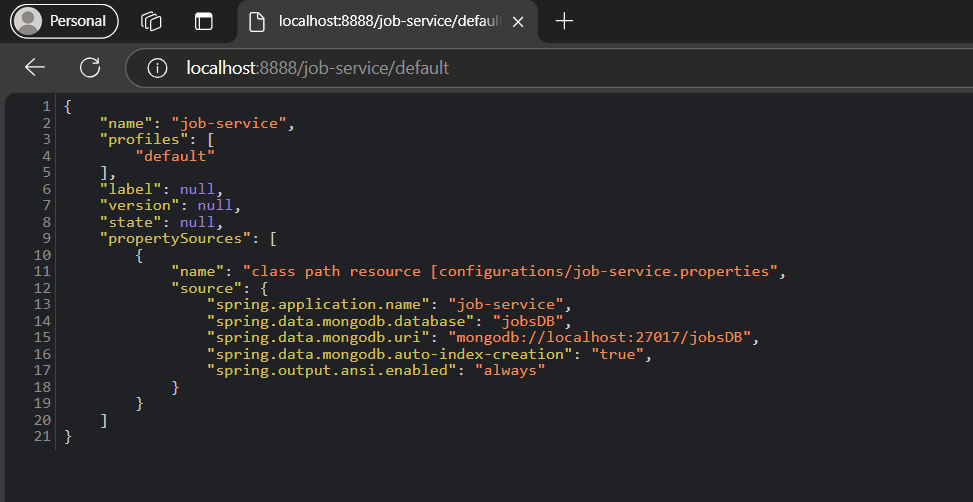 Personal
localhost:8888/job-service/default
localhost:8888/job-service/default
1 {
2 "name": "job-service",
3 "profiles": [
4 "default"
5 ],
6 "label": null,
7 "version": null,
8 "state": null,
9 "propertySources": [
10 {
11 "name": "class path resource [configurations/job-service.properties",
12 "source": {
13 "spring.application.name": "job-service",
14 "spring.data.mongodb.database": "jobsDB",
15 "spring.data.mongodb.uri": "mongodb://localhost:27017/jobsDB",
16 "spring.data.mongodb.auto-index-creation": "true",
17 "spring.output.ansi.enabled": "always"
18 }
19 }
20 ]
21 }